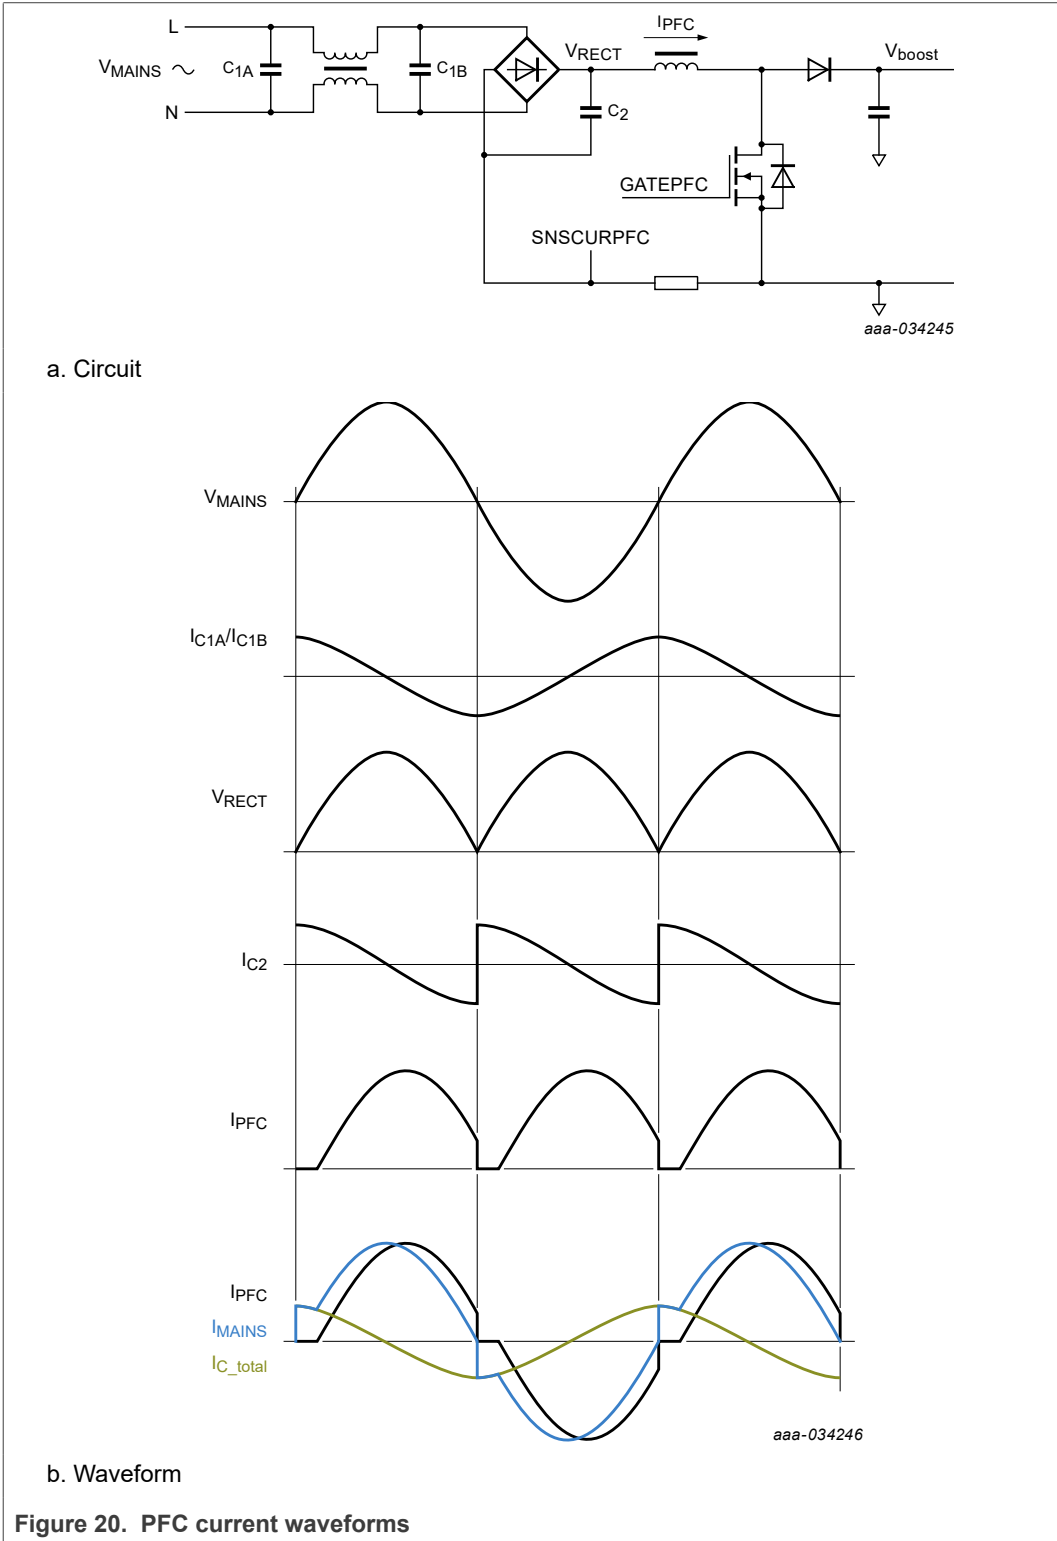 L
IPFC
VMAINS
C1A
C1B
VRECT
Vboost
C2
N
GATEPFC
SNSCURPFC
aaa-034245
a. Circuit
VMAINS
IC1A/IC1B
VRECT
IC2
IPFC
IPFC
IMAINS
IC_total
aaa-034246
b. Waveform
Figure 20. PFC current waveforms